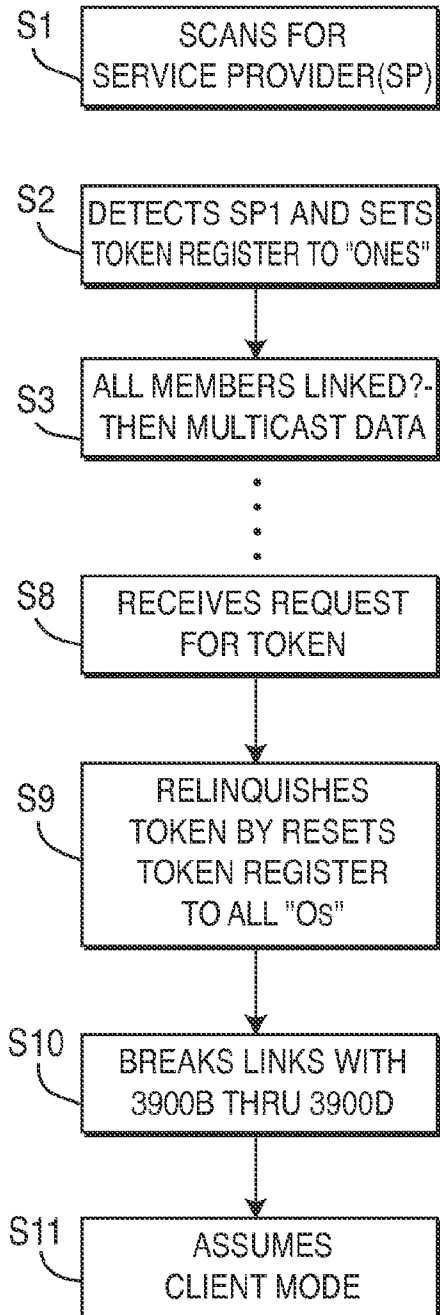 S1
SCANS FOR
SERVICE PROVIDER(SP)
S2
DETECTS SP1 AND SETS
TOKEN REGISTER TO "ONES"
S3
ALL MEMBERS LINKED?-
THEN MULTICAST DATA
S8
RECEIVES REQUEST
FOR TOKEN
S9
RELINQUISHES
TOKEN BY RESETS
TOKEN REGISTER
TO ALL "OS"
S10
BREAKS LINKS WITH
3900B THRU 3900D
S11
ASSUMES
CLIENT MODE